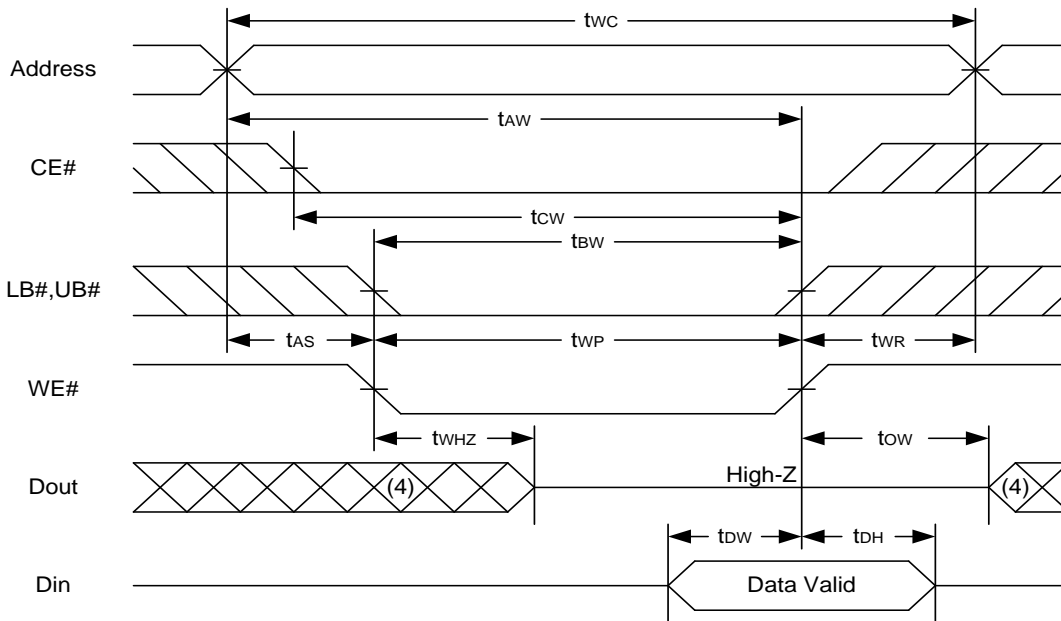 tWC
Address
tAW
CE#
tCW
tBW
LB#,UB#
tAS
tWP
tWR
WE#
tWHZ
tOW
Dout
(4)
High-Z
(4)
tDW
tDH
Din
Data Valid